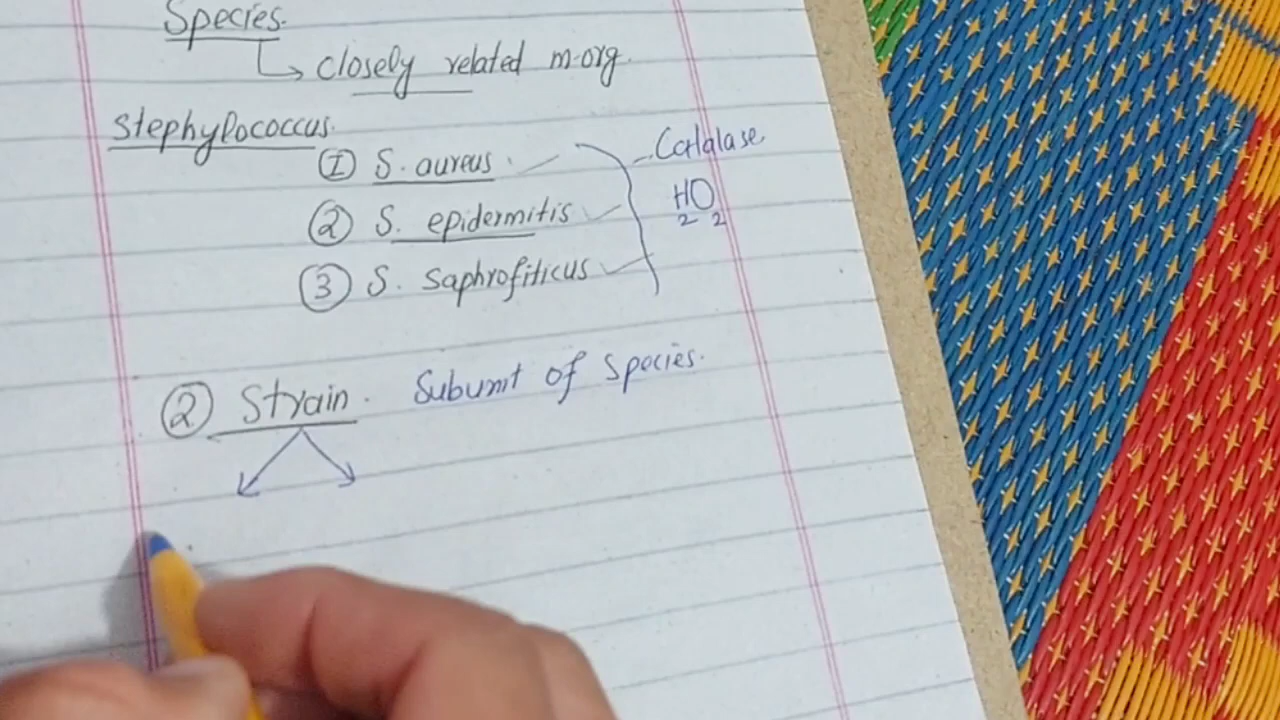 Species.
closely related m.org.
Stephylococcus.
① S. aureus. Catalase
② S. epidermitis H2O2
③ S. saphrofiticus
② Strain. Subunit of species.